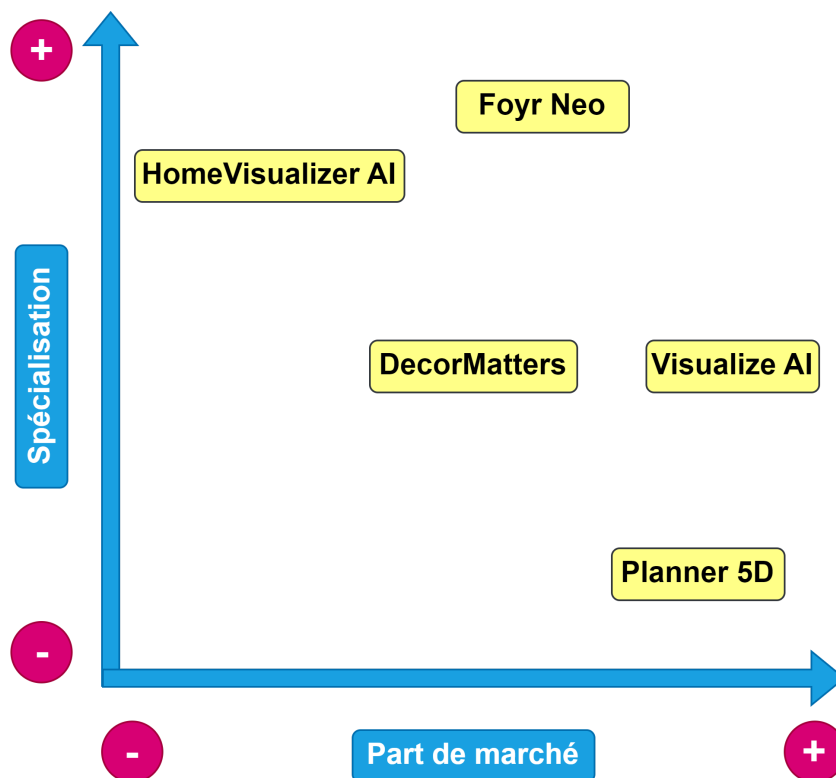 +
Foyr Neo
HomeVisualizer AI
Spécialisation
DecorMatters
Visualize AI
Planner 5D
-
-
Part de marché
+